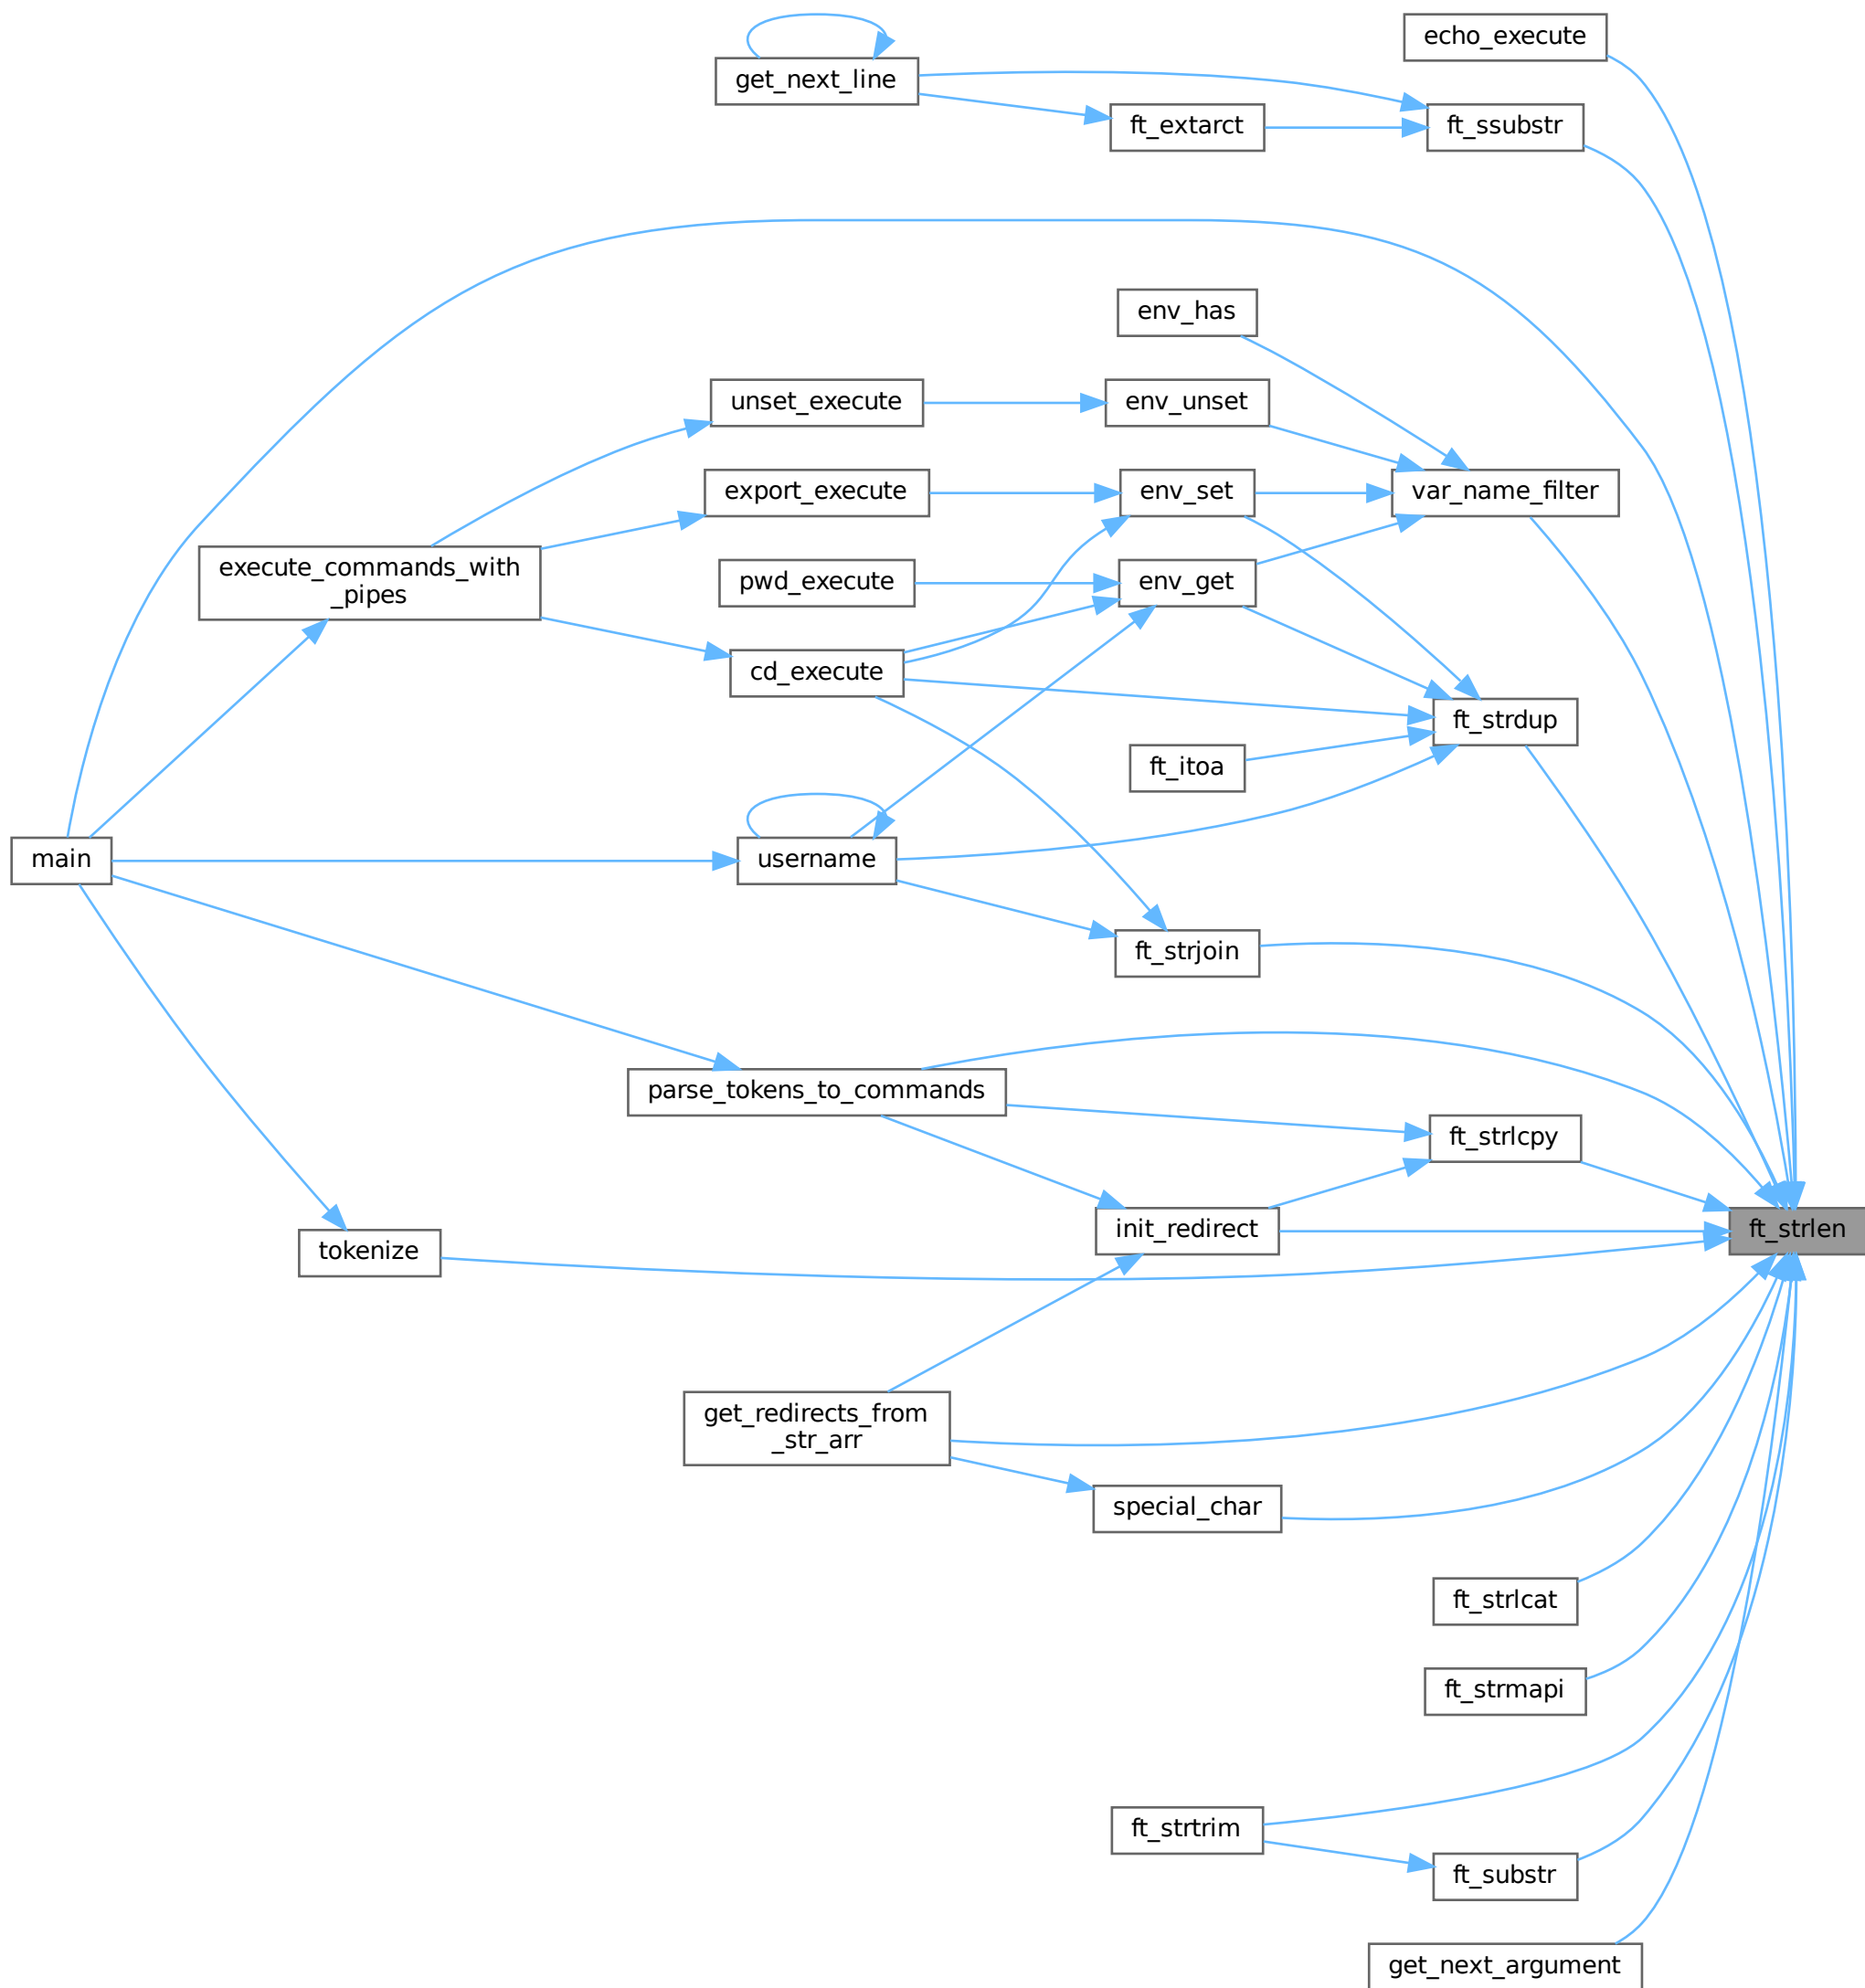 echo_execute
get_next_line
ft_extarct
ft_ssubstr
env_has
unset_execute
env_unset
export_execute
env_set
var_name_filter
execute_commands_with
_pipes
pwd_execute
env_get
cd_execute
ft_strdup
ft_itoa
main
username
ft_strjoin
parse_tokens_to_commands
ft_strlcpy
init_redirect
ft_strlen
tokenize
get_redirects_from
_str_arr
special_char
ft_strlcat
ft_strmapi
ft_strtrim
ft_substr
get_next_argument